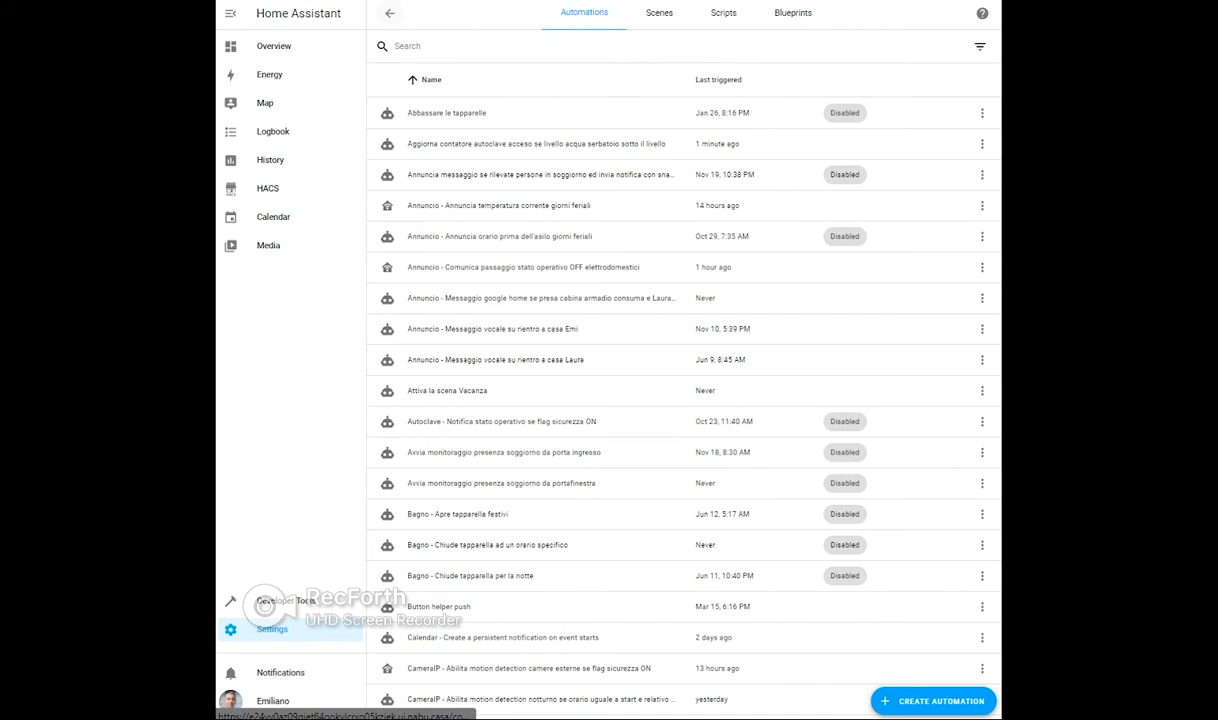 Home Assistant
Automations
Scenes
Scripts
Blueprints
Overview
Energy
Map
Logbook
History
HACS
Calendar
Media
Developer Tools
Settings
Notifications
Emiliano
Search
Name Last triggered
Abbassare le tapparelle Jan 26, 8:16 PM Disabled
Aggiorna contatore autoclave acceso se livello acqua serbatoio sotto il livello 1 minute ago
Annuncia messaggio se rilevate persone in soggiorno ed invia notifica con sna... Nov 19, 10:38 PM Disabled
Annuncio - Annuncia temperatura corrente giorni feriali 14 hours ago
Annuncio - Annuncia orario prima dell'asilo giorni feriali Oct 29, 7:35 AM Disabled
Annuncio - Comunica passaggio stato operativo OFF elettrodomestici 1 hour ago
Annuncio - Messaggio google home se presa cabina armadio consuma e Laura... Never
Annuncio - Messaggio vocale su rientro a casa Emi Nov 10, 5:39 PM
Annuncio - Messaggio vocale su rientro a casa Laura Jun 9, 8:45 AM
Attiva la scena Vacanza Never
Autoclave - Notifica stato operativo se flag sicurezza ON Oct 23, 11:40 AM Disabled
Avvia monitoraggio presenza soggiorno da porta ingresso Nov 18, 8:30 AM Disabled
Avvia monitoraggio presenza soggiorno da portafinestra Never Disabled
Bagno - Apre tapparella festivi Jun 12, 5:17 AM Disabled
Bagno - Chiude tapparella ad un orario specifico Never Disabled
Bagno - Chiude tapparella per la notte Jun 11, 10:40 PM Disabled
Button helper push Mar 15, 6:16 PM
Calendar - Create a persistent notification on event starts 2 days ago
CameraIP - Abilita motion detection camere esterne se flag sicurezza ON 13 hours ago
CameraIP - Abilita motion detection notturno se orario uguale a start e relativo ... yesterday
CREATE AUTOMATION
RecForth
UHD Screen Recorder